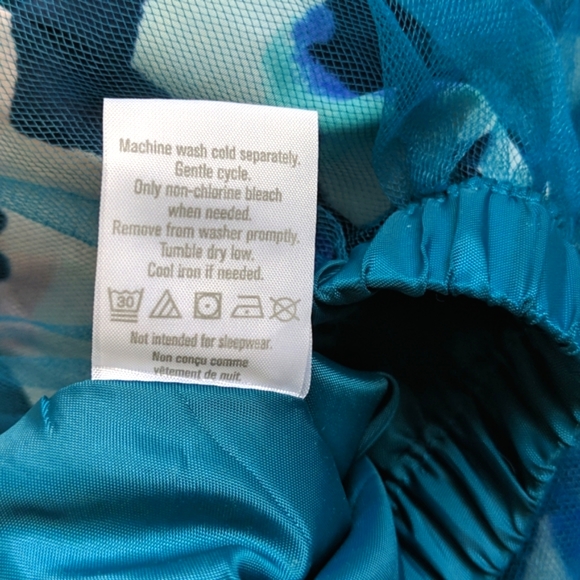 Machine wash cold separately.
Gentle cycle.
Only non-chlorine bleach
when needed.
Remove from washer promptly.
Tumble dry low.
Cool iron if needed.
30
Not intended for sleepwear.
Non conçu comme
vêtement de nuit.